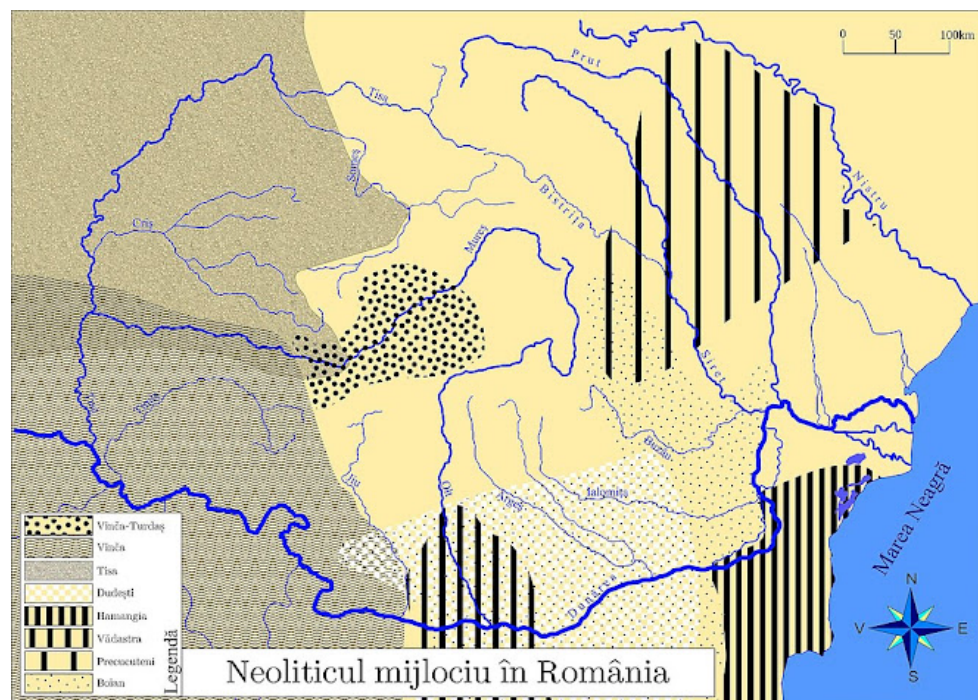 0 50 100km
Prut
Tisa
Someș
Nistru
Bistrița
Criș
Mureș
Siret
Buzău
Jiu
Olt
Argeș
Ialomița
Dunărea
Marea Neagră
N
V E
S
Vinča-Turdaș
Vinča
Tisa
Dudești
Hamangia
Vădastra
Precucuteni
Boian
Legendă
Neoliticul mijlociu în România